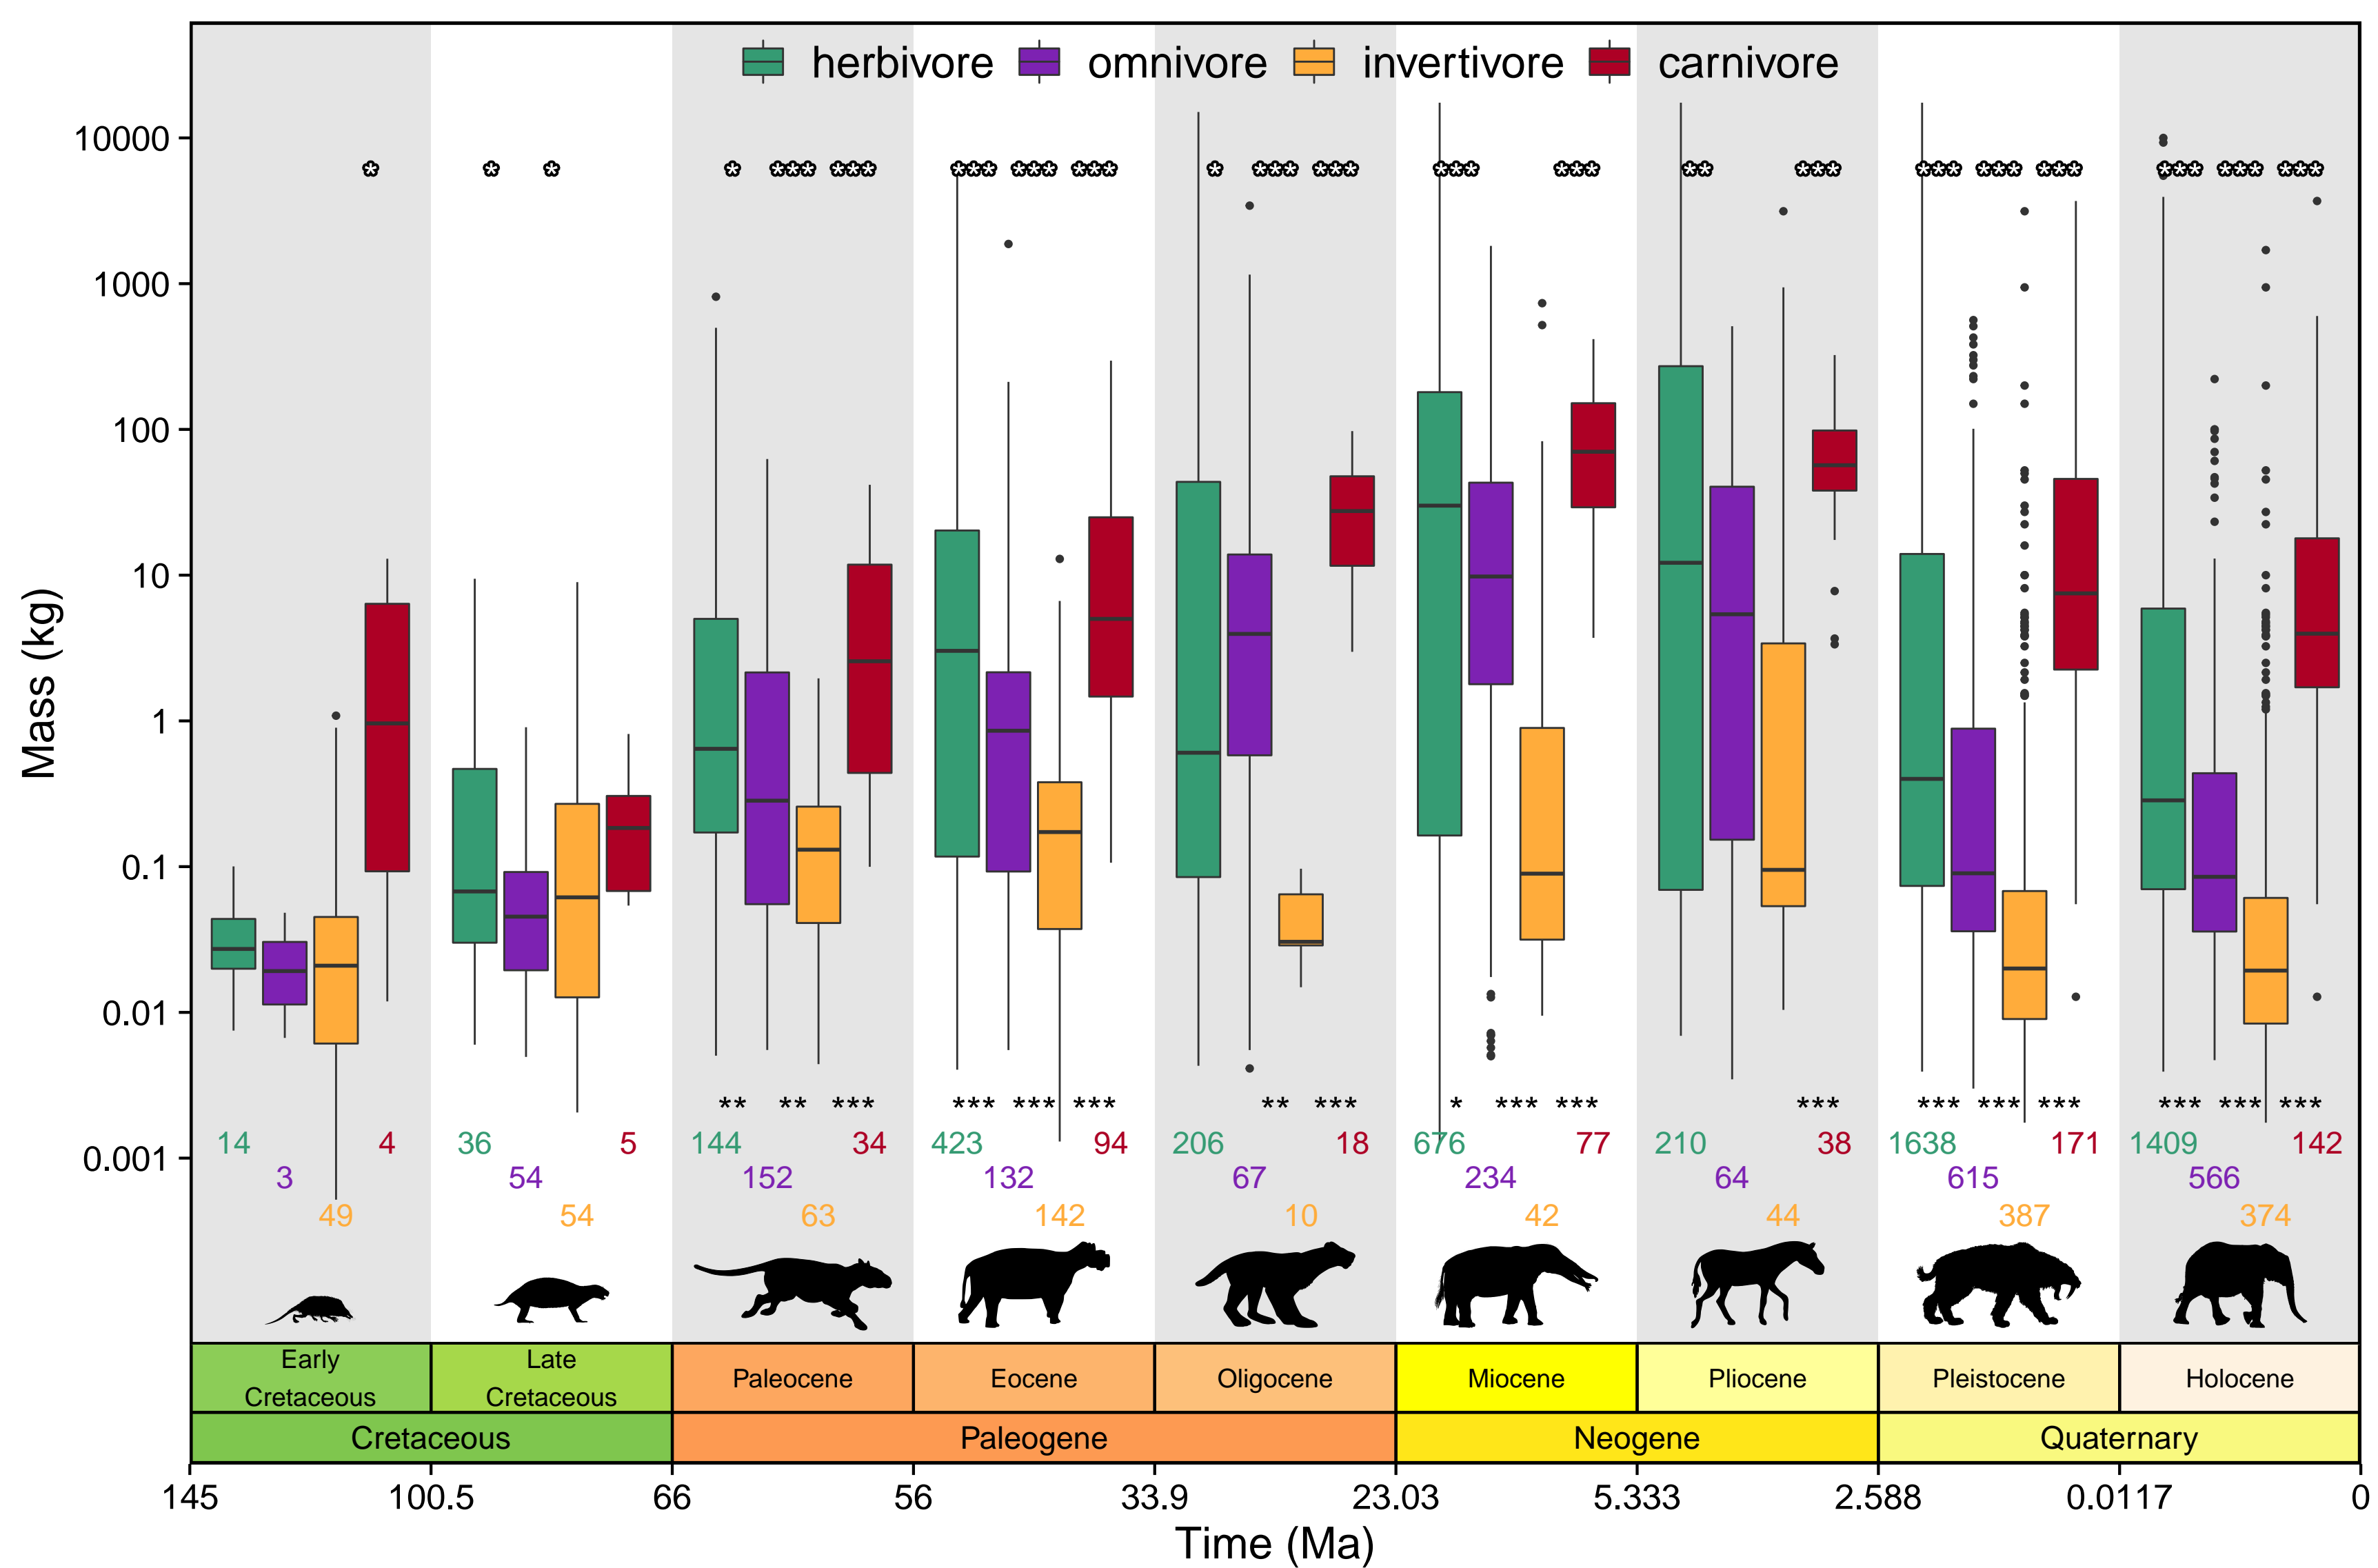 herbivore omnivore invertivore carnivore
10000
1000
100
10
1
0.1
0.01
0.001
Mass (kg)
* * * * *** *** *** *** *** * *** *** *** *** ** *** *** *** *** *** *** ***
** ** *** *** *** *** ** *** * *** *** *** *** *** *** *** *** ***
14 4 36 5 144 34 423 94 206 18 676 77 210 38 1638 171 1409 142
3 54 152 132 67 234 64 615 566
49 54 63 142 10 42 44 387 374
Early Cretaceous
Late Cretaceous
Paleocene
Eocene
Oligocene
Miocene
Pliocene
Pleistocene
Holocene
Cretaceous
Paleogene
Neogene
Quaternary
145 100.5 66 56 33.9 23.03 5.333 2.588 0.0117 0
Time (Ma)